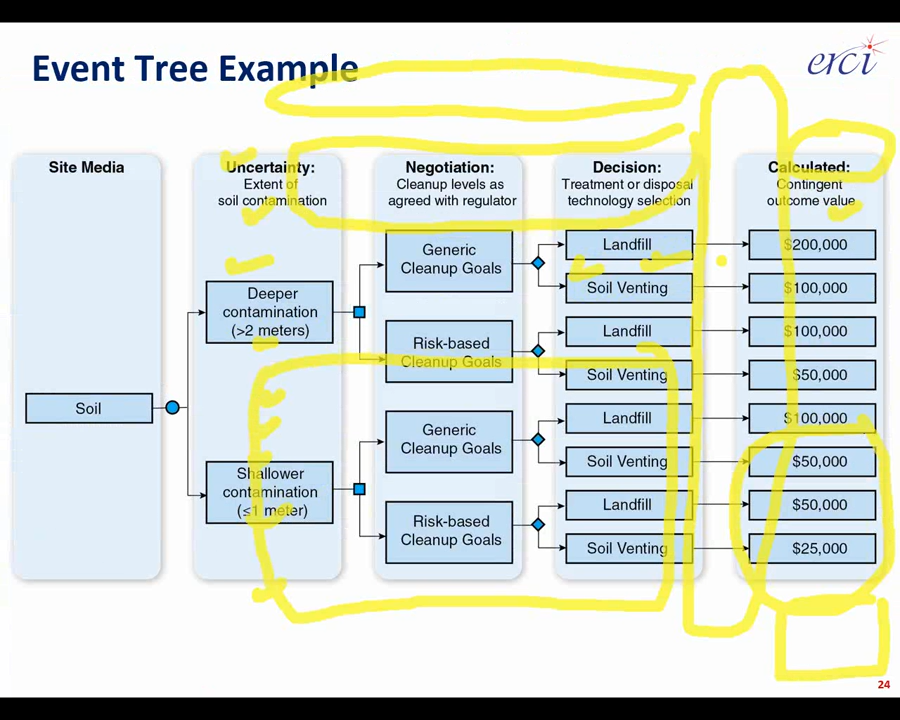 Event Tree Example
erci
Site Media
Soil
Uncertainty:
Extent of
soil contamination
Deeper
contamination
(>2 meters)
Shallower
contamination
(≤1 meter)
Negotiation:
Cleanup levels as
agreed with regulator
Generic
Cleanup Goals
Risk-based
Cleanup Goals
Generic
Cleanup Goals
Risk-based
Cleanup Goals
Decision:
Treatment or disposal
technology selection
Landfill
Soil Venting
Landfill
Soil Venting
Landfill
Soil Venting
Landfill
Soil Venting
Calculated:
Contingent
outcome value
$200,000
$100,000
$100,000
$50,000
$100,000
$50,000
$50,000
$25,000
24